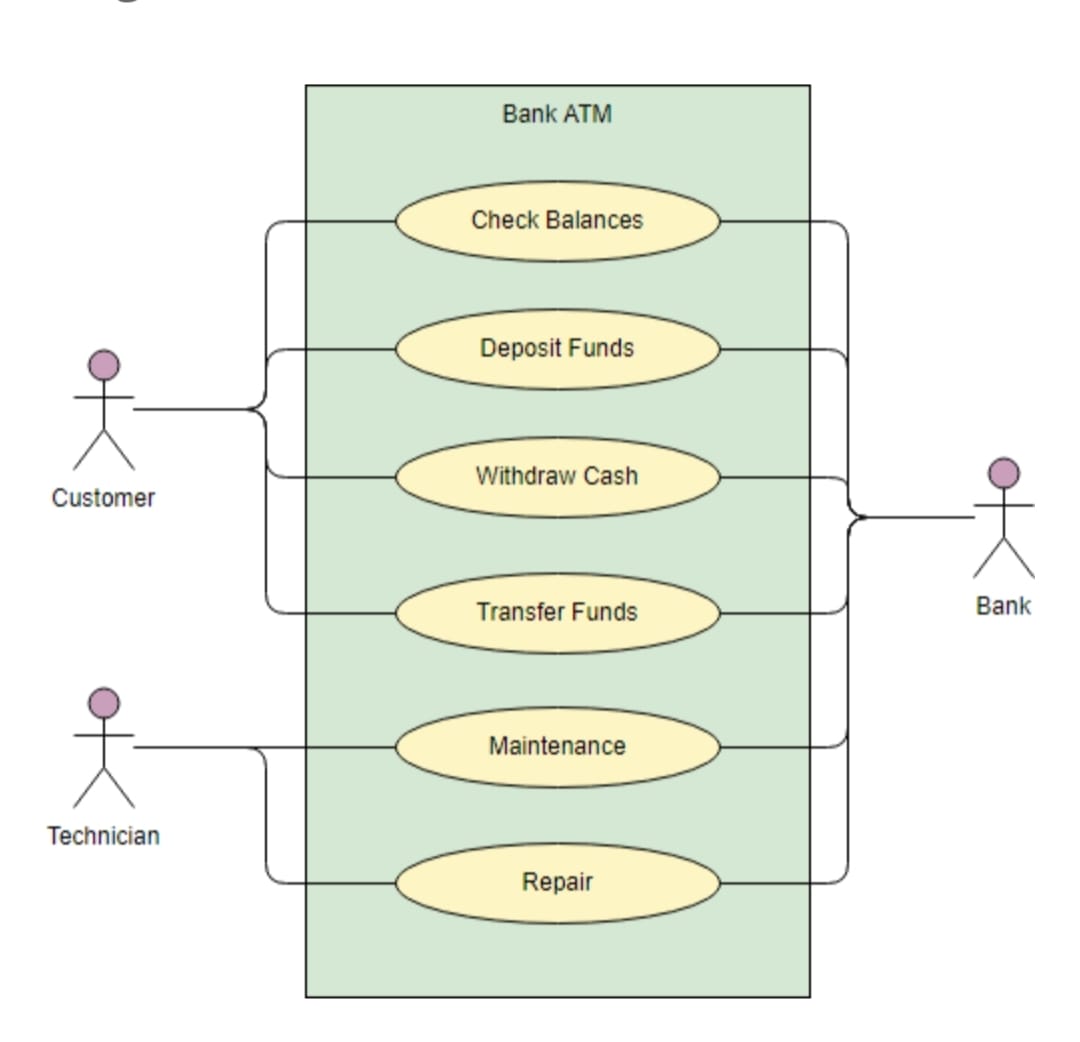 Bank ATM
Check Balances
Deposit Funds
Withdraw Cash
Customer
Transfer Funds
Bank
Maintenance
Technician
Repair